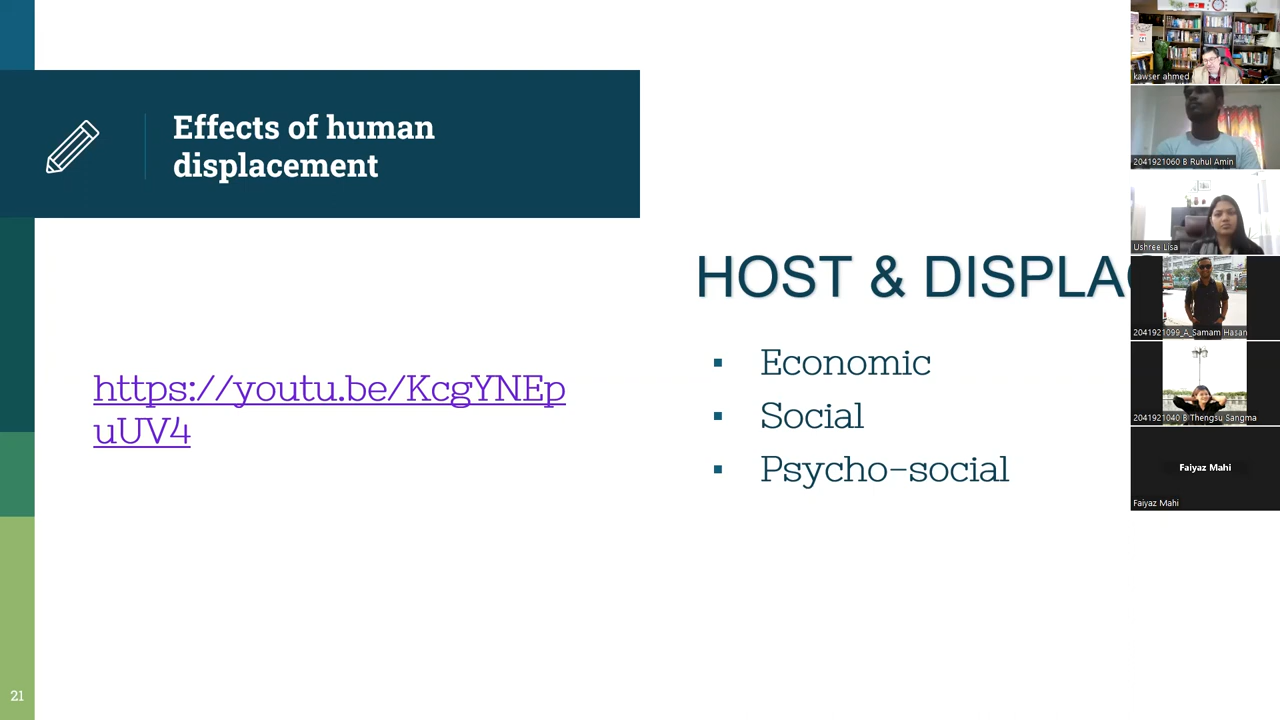 Effects of human
displacement
https://youtu.be/KcgYNEp
uUV4
HOST &
Economic
Social
Psycho-social
21
kawser ahmed
2041921060 B Ruhul Amin
Ushree Lisa
2041921099_A_Samam Hasan
2041921040 B Thengsu Sangma
Faiyaz Mahi
Faiyaz Mahi